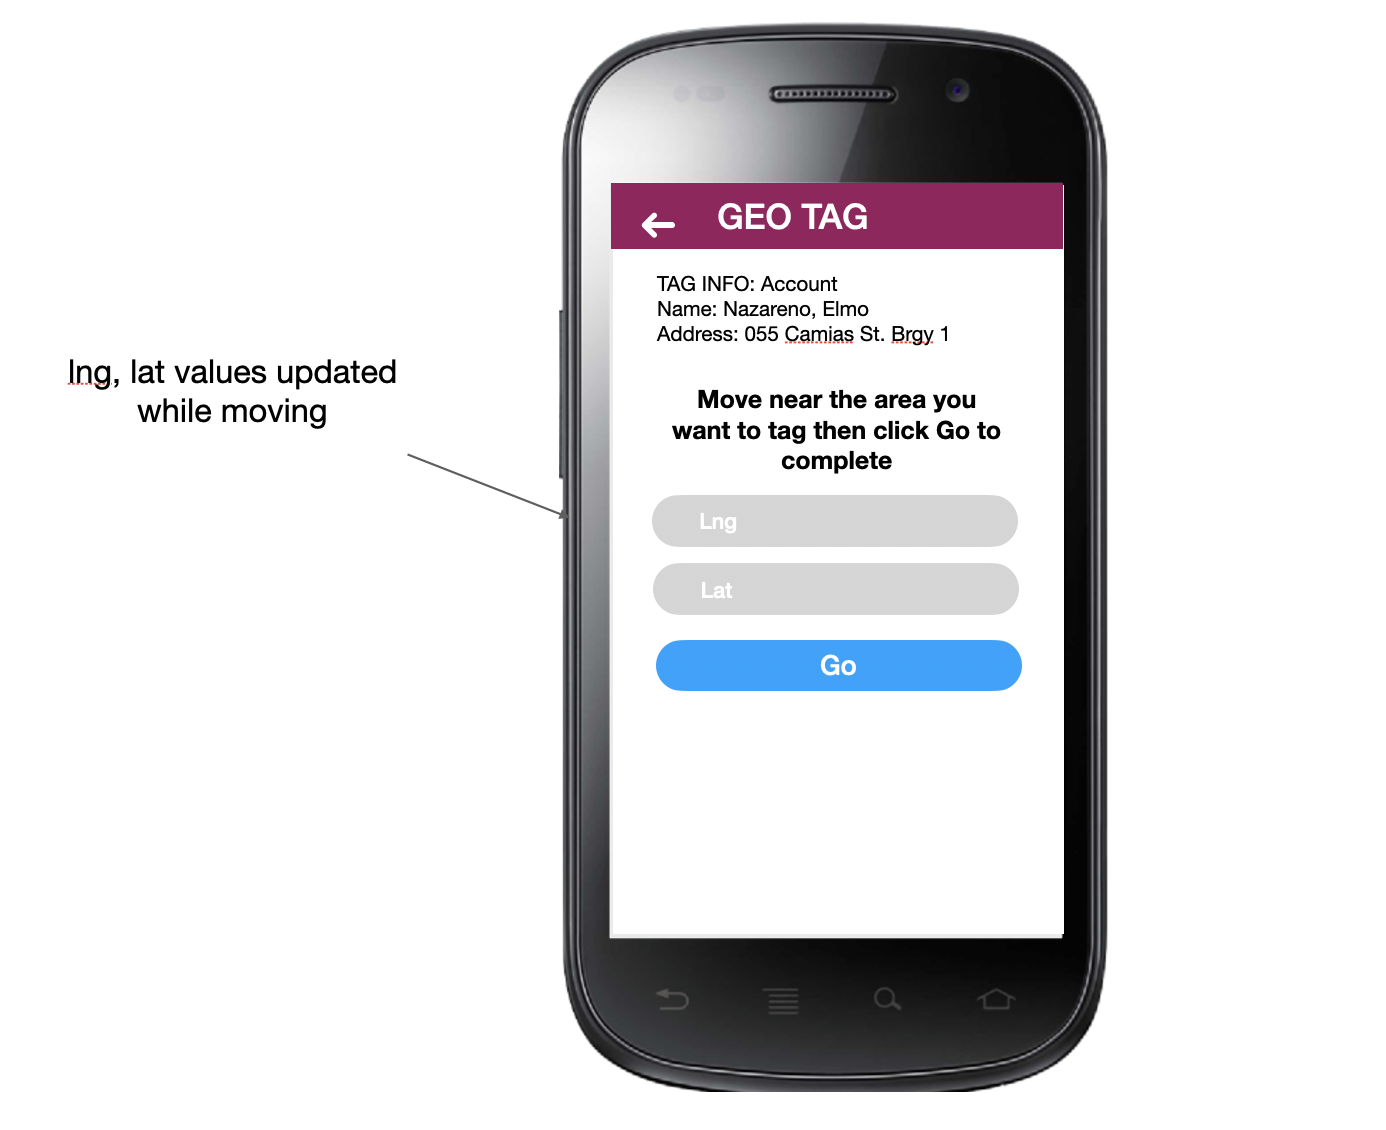 GEO TAG
TAG INFO: Account
Name: Nazareno, Elmo
Address: 055 Camias St. Brgy 1
lng, lat values updated
while moving
Move near the area you
want to tag then click Go to
complete
Lng
Lat
Go